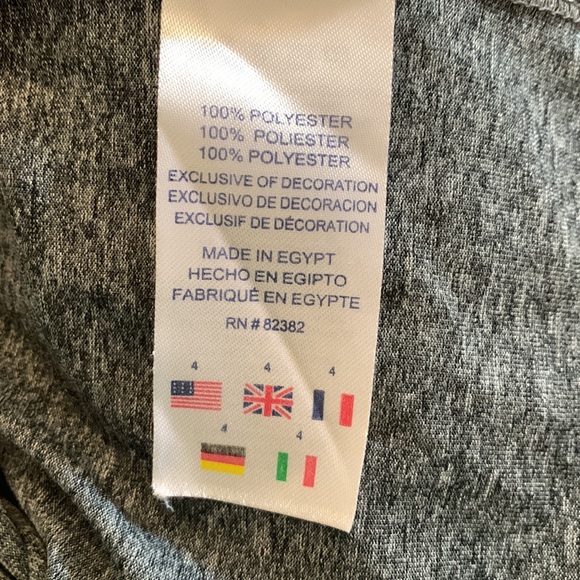 100% POLYESTER
100% POLIESTER
100% POLYESTER
EXCLUSIVE OF DECORATION
EXCLUSIVO DE DECORACION
EXCLUSIF DE DÉCORATION
MADE IN EGYPT
HECHO EN EGIPTO
FABRIQUÉ EN EGYPTE
RN # 82382
4 4 4
4 4